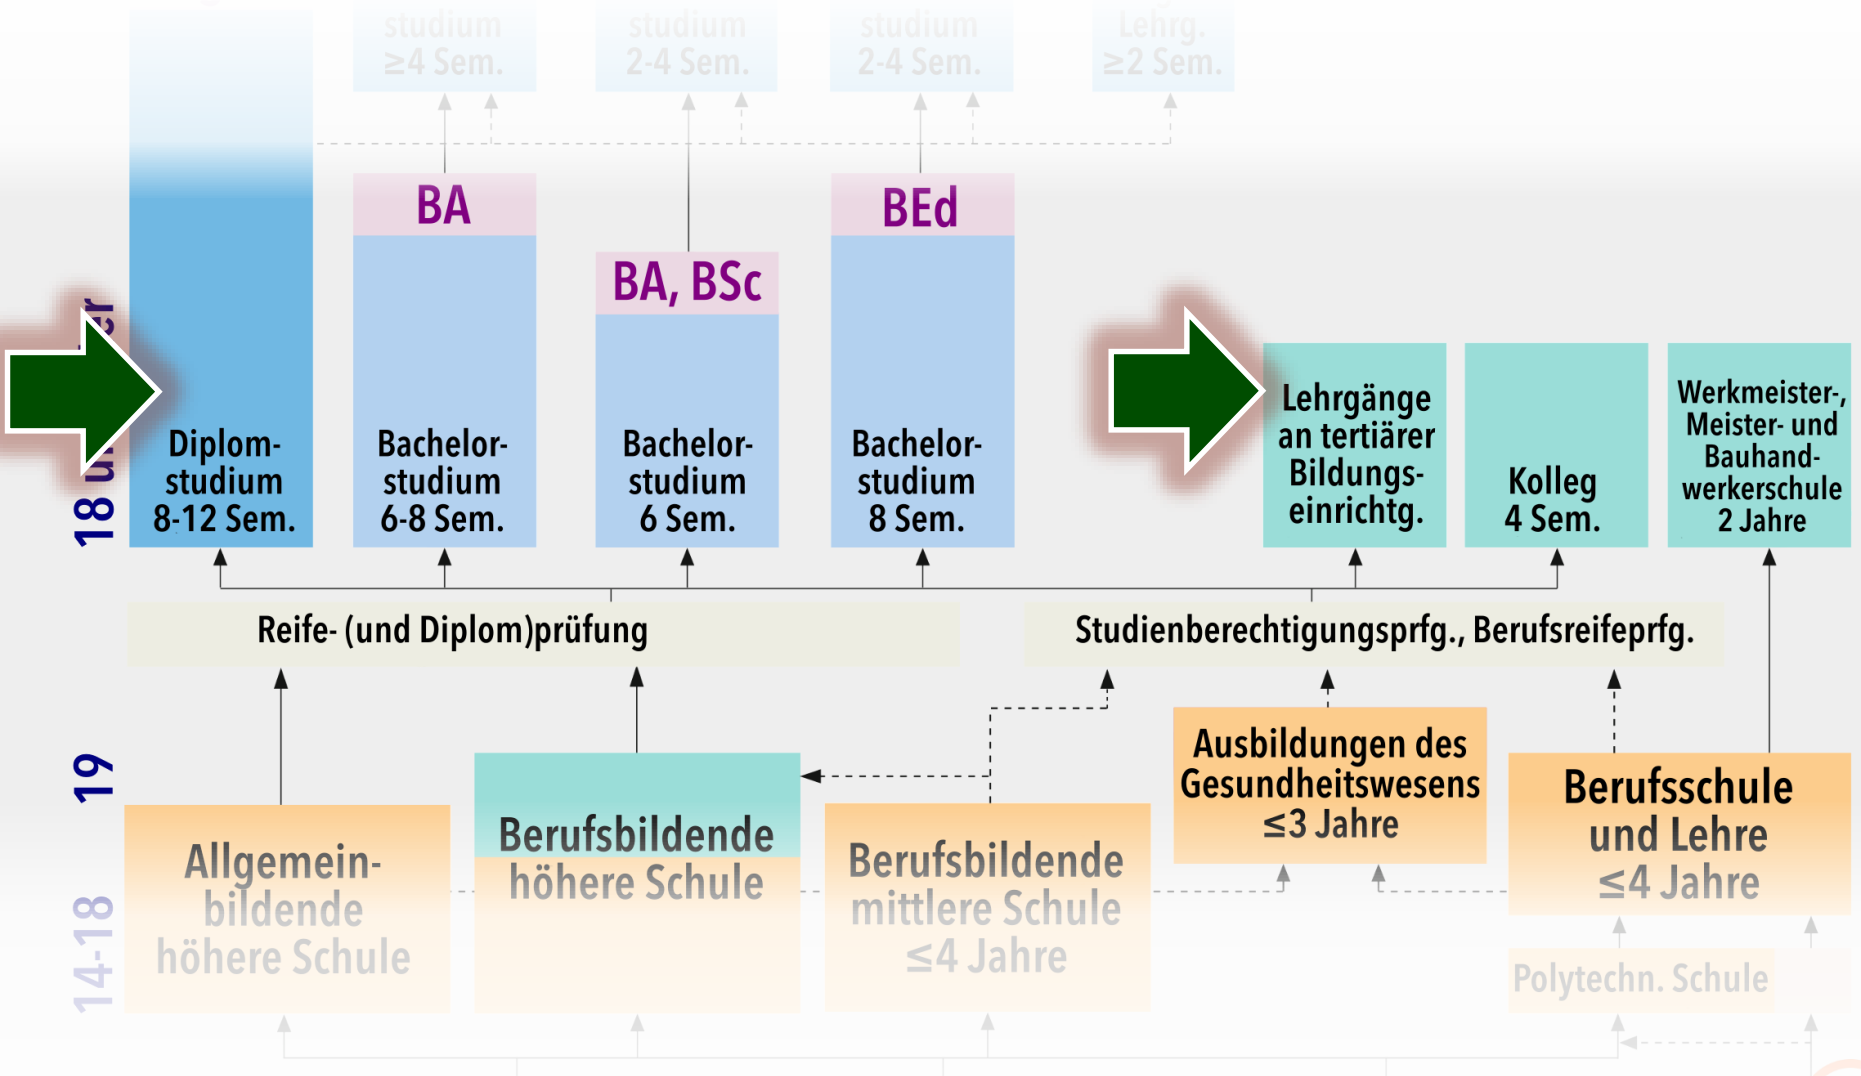 studium
≥4 Sem.
studium
2-4 Sem.
studium
2-4 Sem.
Lehrg.
≥2 Sem.
BA
BA, BSc
BEd
18 u
er
Diplom-
studium
8-12 Sem.
Bachelor-
studium
6-8 Sem.
Bachelor-
studium
6 Sem.
Bachelor-
studium
8 Sem.
Lehrgänge
an tertiärer
Bildungs-
einrichtg.
Kolleg
4 Sem.
Werkmeister-,
Meister- und
Bauhand-
werkerschule
2 Jahre
Reife- (und Diplom)prüfung
Studienberechtigungsprfg., Berufsreifeprfg.
19
14-18
Allgemein-
bildende
höhere Schule
Berufsbildende
höhere Schule
Berufsbildende
mittlere Schule
≤4 Jahre
Ausbildungen des
Gesundheitswesens
≤3 Jahre
Berufsschule
und Lehre
≤4 Jahre
Polytechn. Schule